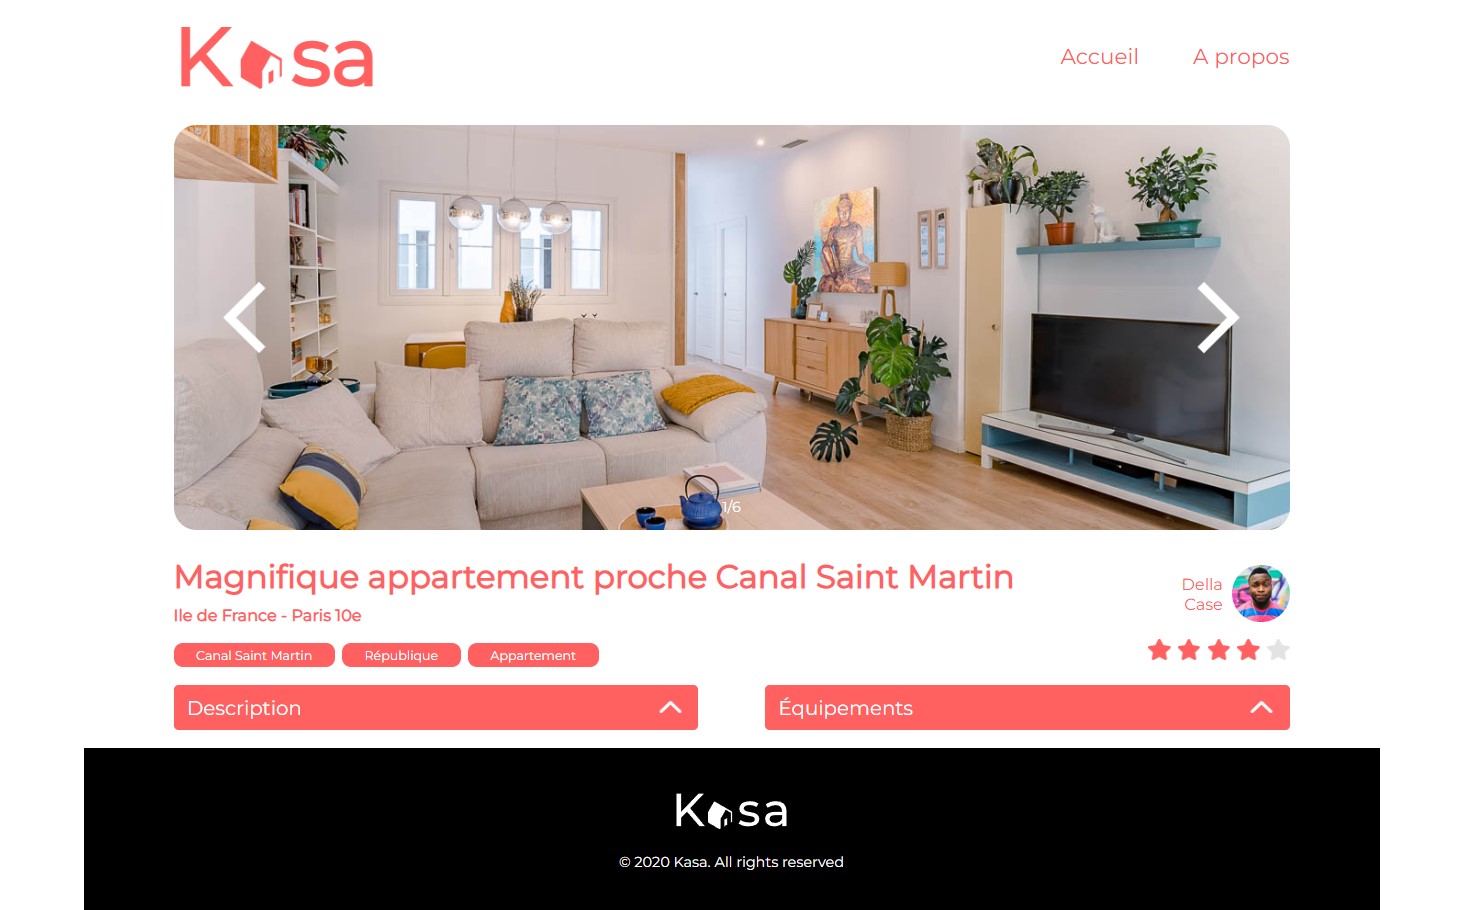 Kasa
Accueil
A propos
1/6
Magnifique appartement proche Canal Saint Martin
Ile de France - Paris 10e
Canal Saint Martin
République
Appartement
Della
Case
Description
Équipements
Kasa
© 2020 Kasa. All rights reserved